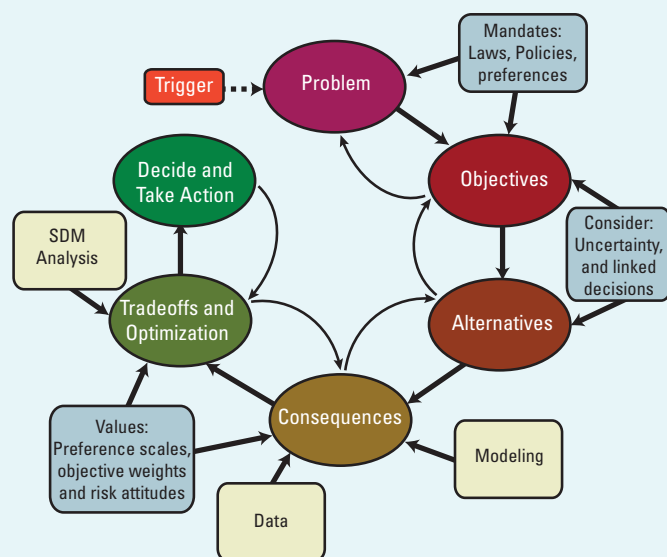 Mandates:
Laws, Policies,
preferences
Trigger
Problem
Decide and
Take Action
Objectives
SDM
Analysis
Consider:
Uncertainty,
and linked
decisions
Tradeoffs and
Optimization
Alternatives
Consequences
Values:
Preference scales,
objective weights
and risk attitudes
Modeling
Data